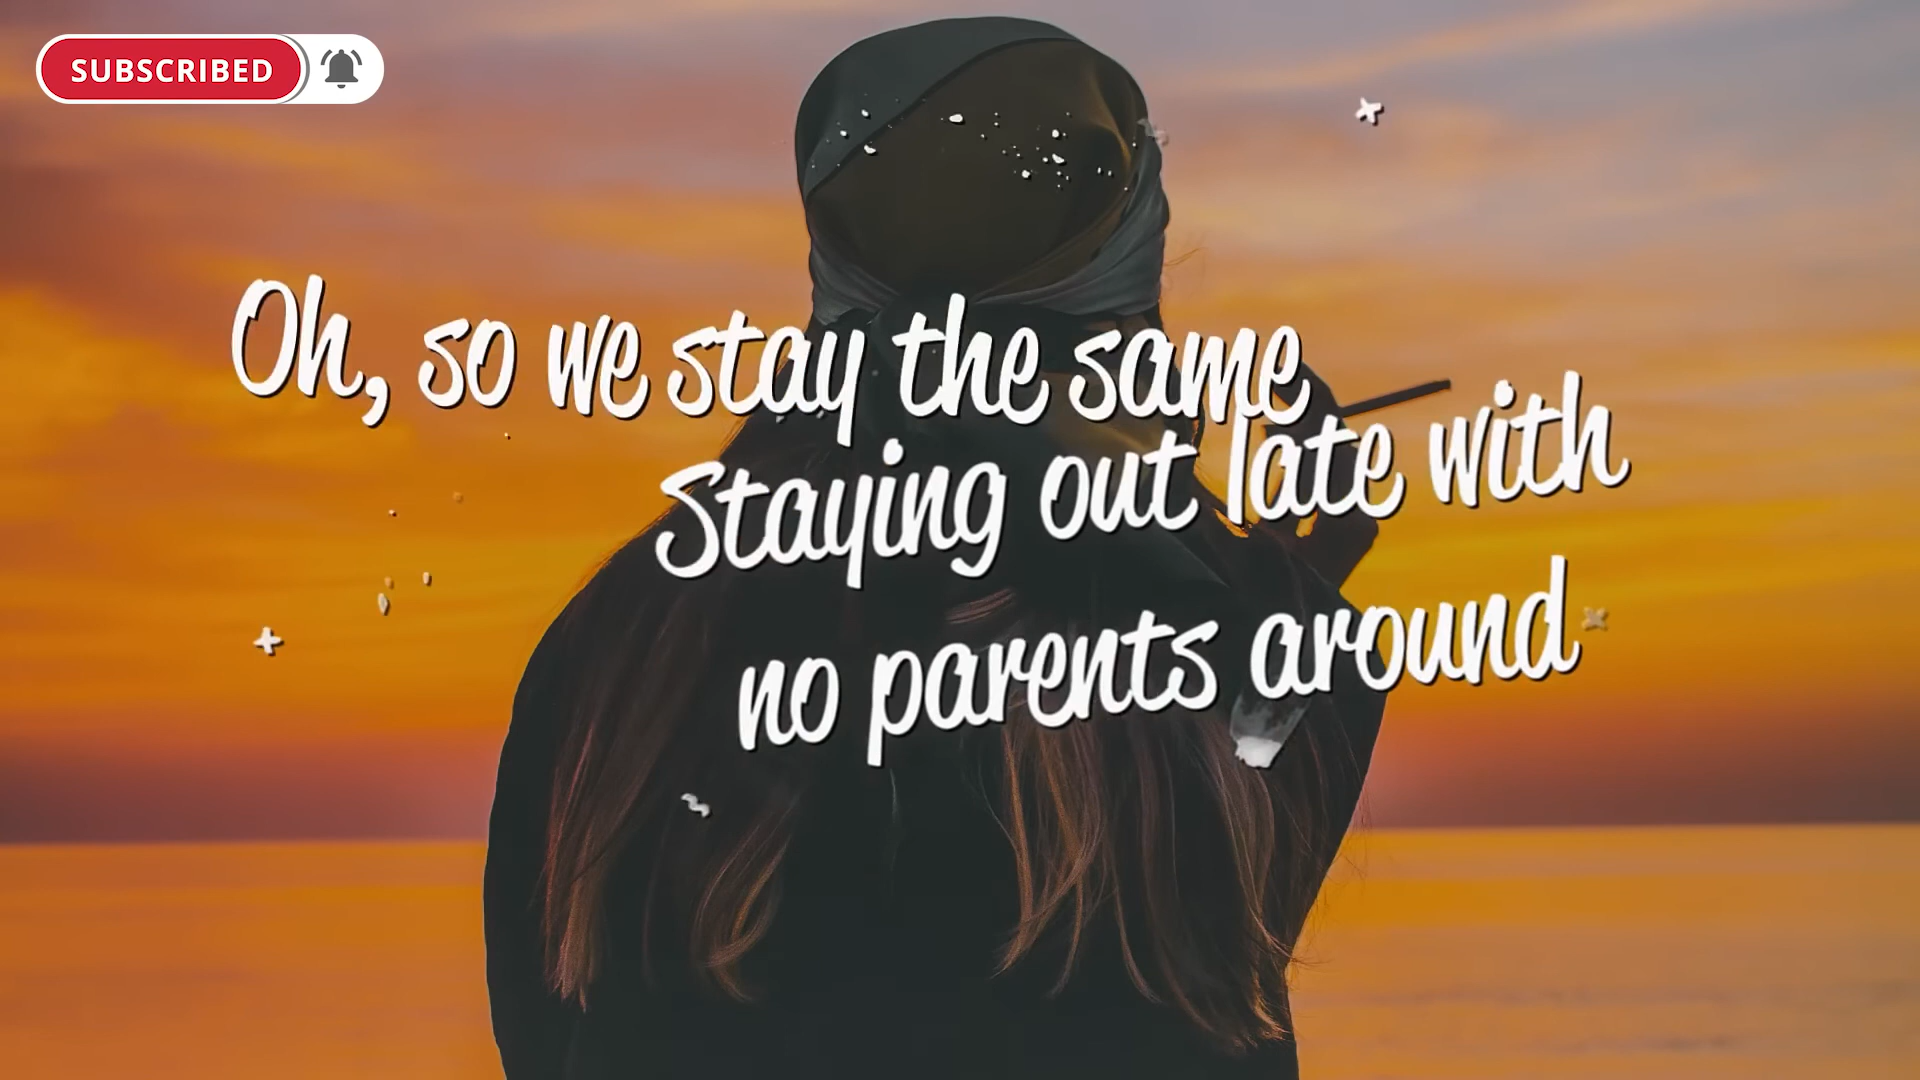 SUBSCRIBED
Oh, so we stay the same
Staying out late with
no parents around